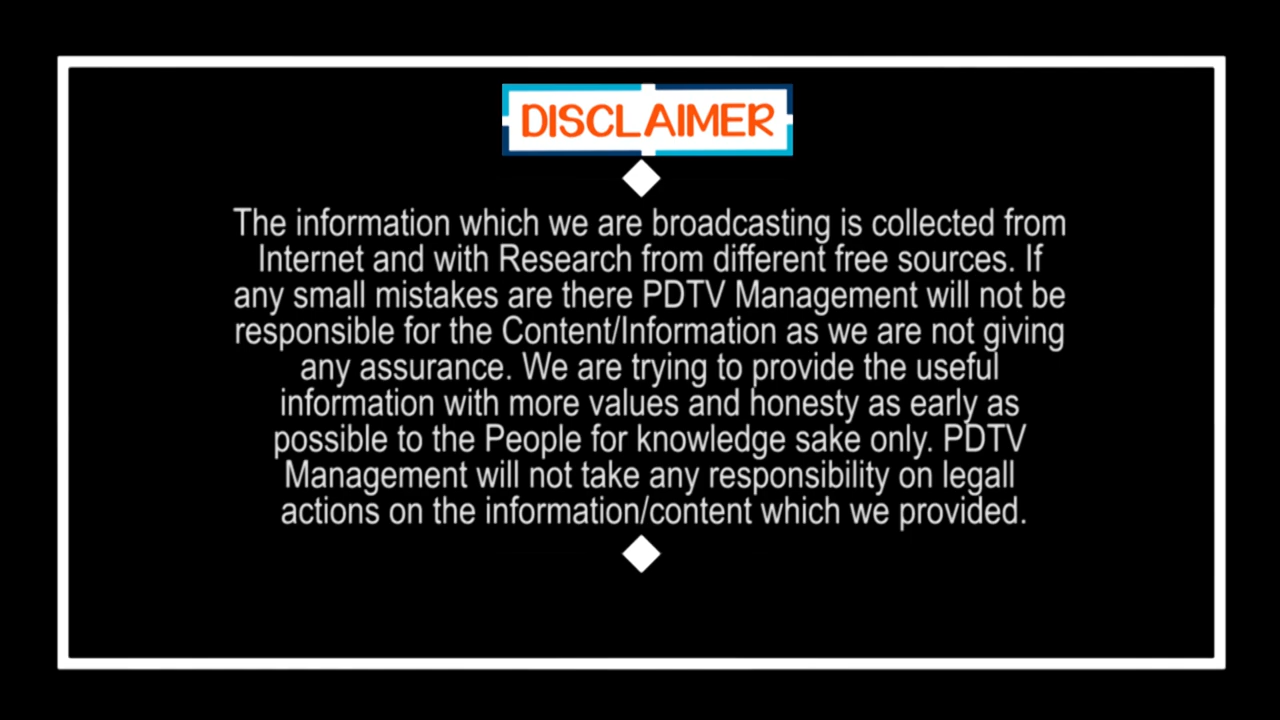 DISCLAIMER
The information which we are broadcasting is collected from
Internet and with Research from different free sources. If
any small mistakes are there PDTV Management will not be
responsible for the Content/Information as we are not giving
any assurance. We are trying to provide the useful
information with more values and honesty as early as
possible to the People for knowledge sake only. PDTV
Management will not take any responsibility on legall
actions on the information/content which we provided.